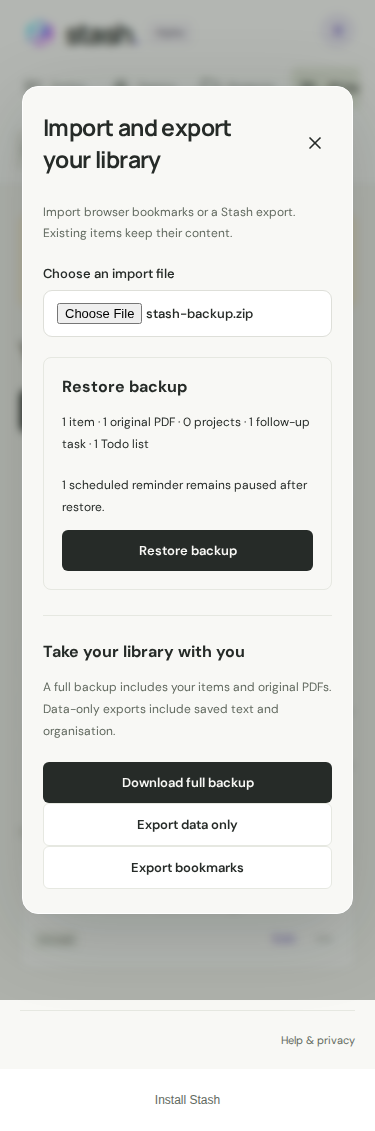 stash.
Import and export
your library
Import browser bookmarks or a Stash export.
Existing items keep their content.
Choose an import file
Choose File stash-backup.zip
Restore backup
1 item · 1 original PDF · 0 projects · 1 follow-up
task · 1 Todo list
1 scheduled reminder remains paused after
restore.
Restore backup
Take your library with you
A full backup includes your items and original PDFs.
Data-only exports include saved text and
organisation.
Download full backup
Export data only
Export bookmarks
Help & privacy
Install Stash